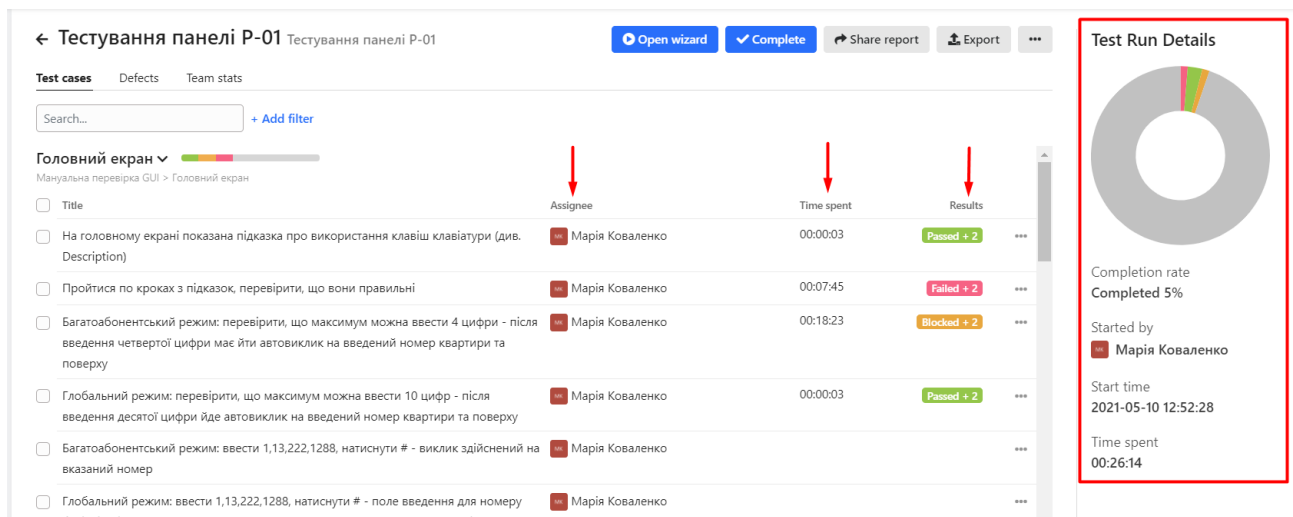 ← Тестування панелі P-01 Тестування панелі P-01
Open wizard
Complete
Share report
Export
•••
Test cases Defects Team stats
Search...
+ Add filter
Головний екран
Мануальна перевірка GUI > Головний екран
Title Assignee Time spent Results
На головному екрані показана підказка про використання клавіш клавіатури (див.
Description)
МК Марія Коваленко 00:00:03 Passed + 2 •••
Пройтися по кроках з підказок, перевірити, що вони правильні
МК Марія Коваленко 00:07:45 Failed + 2 •••
Багатоабонентський режим: перевірити, що максимум можна ввести 4 цифри - після
введення четвертої цифри має йти автовиклик на введений номер квартири та
поверху
МК Марія Коваленко 00:18:23 Blocked + 2 •••
Глобальний режим: перевірити, що максимум можна ввести 10 цифр - після
введення десятої цифри йде автовиклик на введений номер квартири та поверху
МК Марія Коваленко 00:00:03 Passed + 2 •••
Багатоабонентський режим: ввести 1,13,222,1288, натиснути # - виклик здійснений на
вказаний номер
МК Марія Коваленко •••
Глобальний режим: ввести 1,13,222,1288, натиснути # - поле введення для номеру
МК Марія Коваленко •••
Test Run Details
Completion rate
Completed 5%
Started by
МК Марія Коваленко
Start time
2021-05-10 12:52:28
Time spent
00:26:14